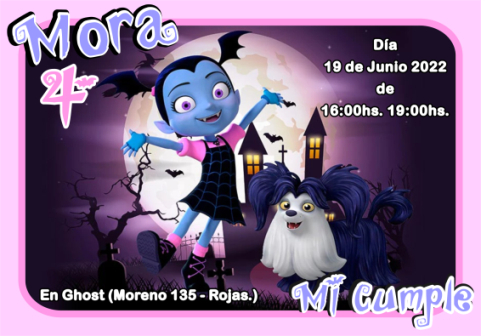 Mora
4
Día
19 de Junio 2022
de
16:00hs. 19:00hs.
En Ghost (Moreno 135 - Rojas.)
Mi Cumple